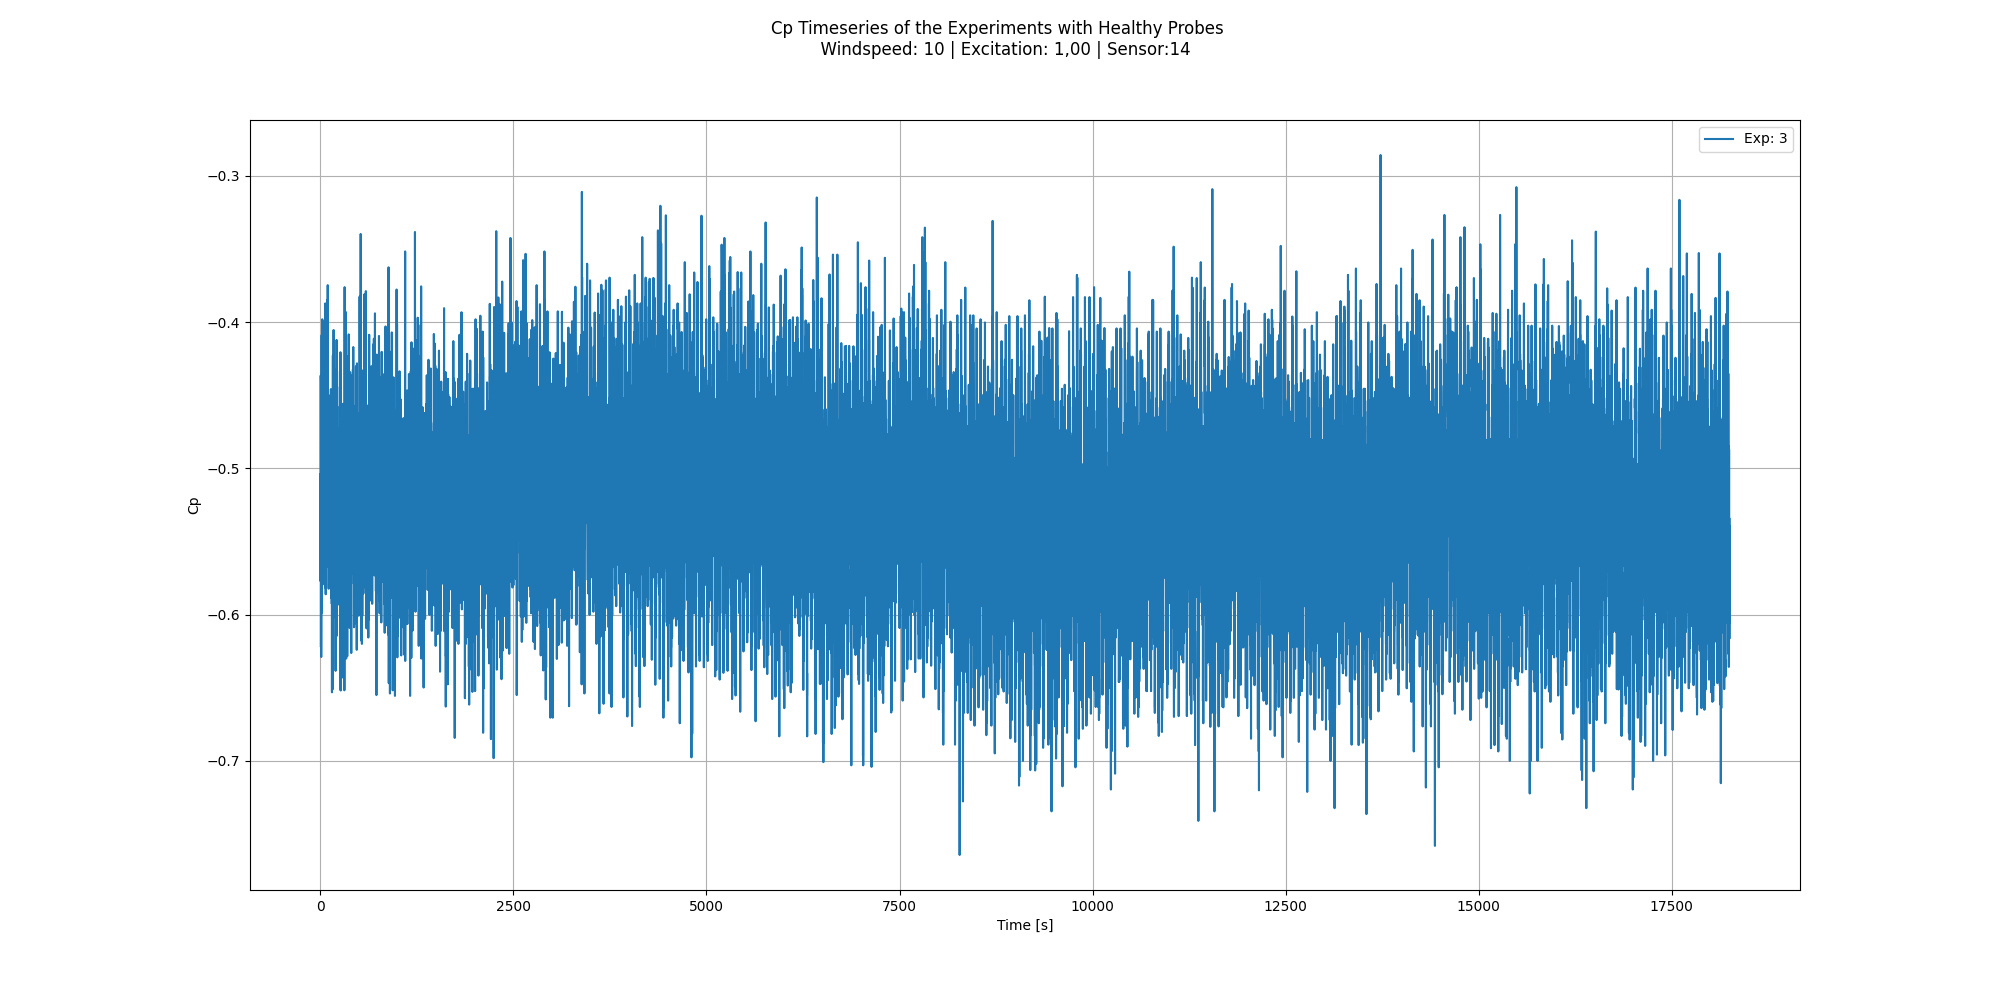 Cp Timeseries of the Experiments with Healthy Probes
Windspeed: 10 | Excitation: 1,00 | Sensor:14
Exp: 3
−0.3
−0.4
−0.5
−0.6
−0.7
Cp
0 2500 5000 7500 10000 12500 15000 17500
Time [s]